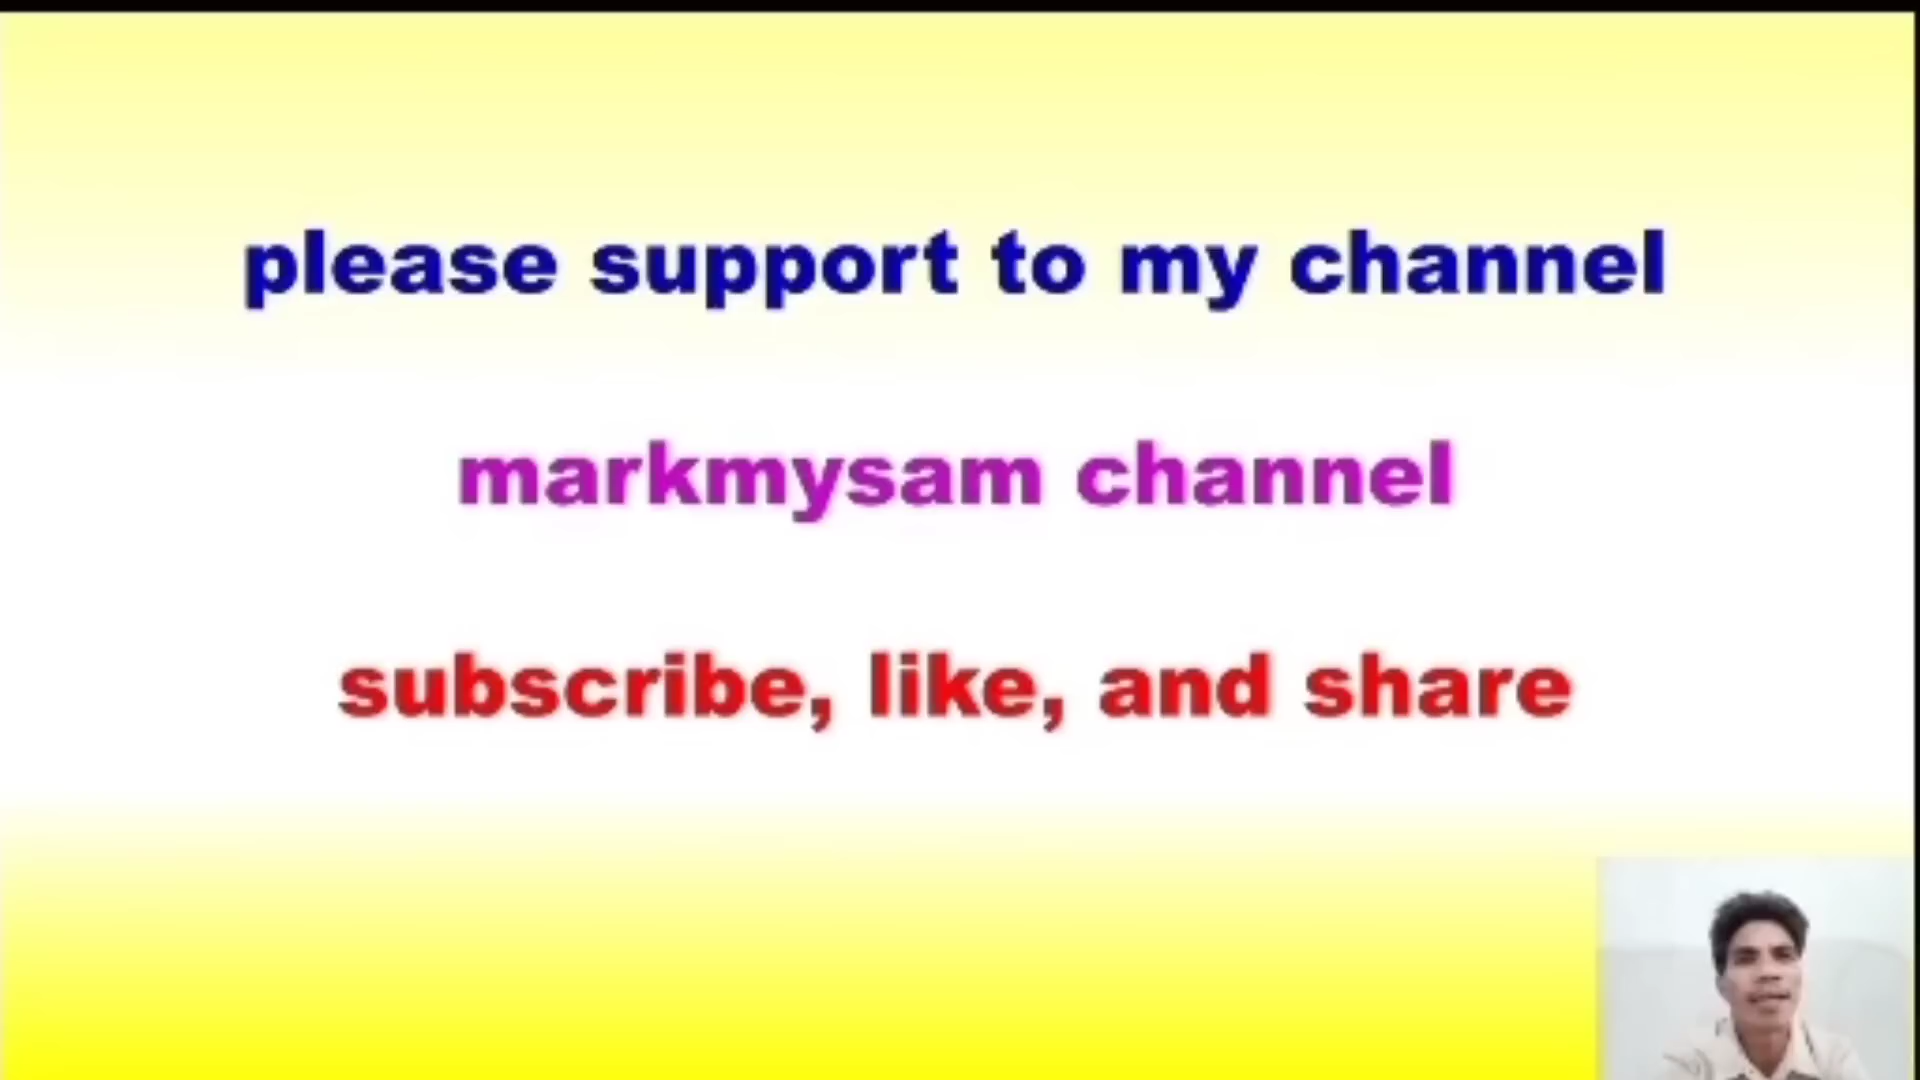 please support to my channel
markmysam channel
subscribe, like, and share